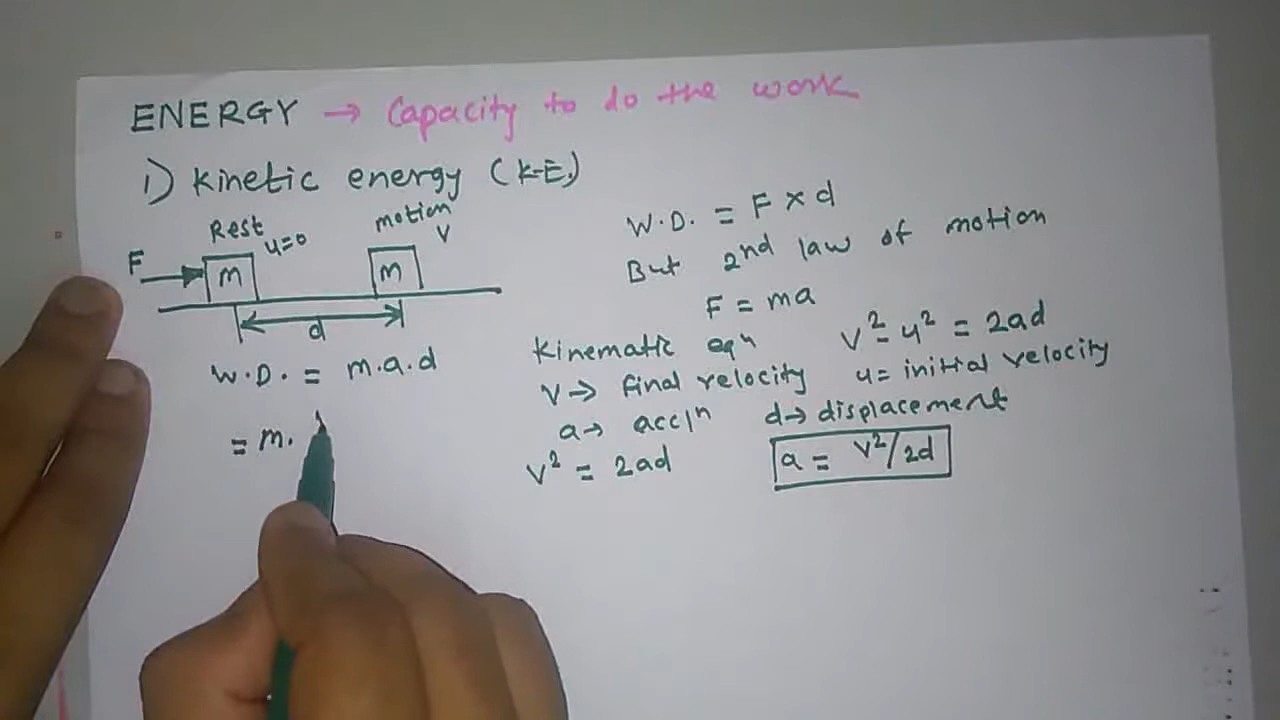 ENERGY → Capacity to do the work
1) Kinetic energy (K.E.)
Rest
u=0
motion
v
F
m
m
d
W.D. = m.a.d
= m.
W.D. = F × d
But 2nd law of motion
F = ma
Kinematic eqn v² - u² = 2ad
v → final velocity u = initial velocity
a → accln d → displacement
v² = 2ad a = v²/2d